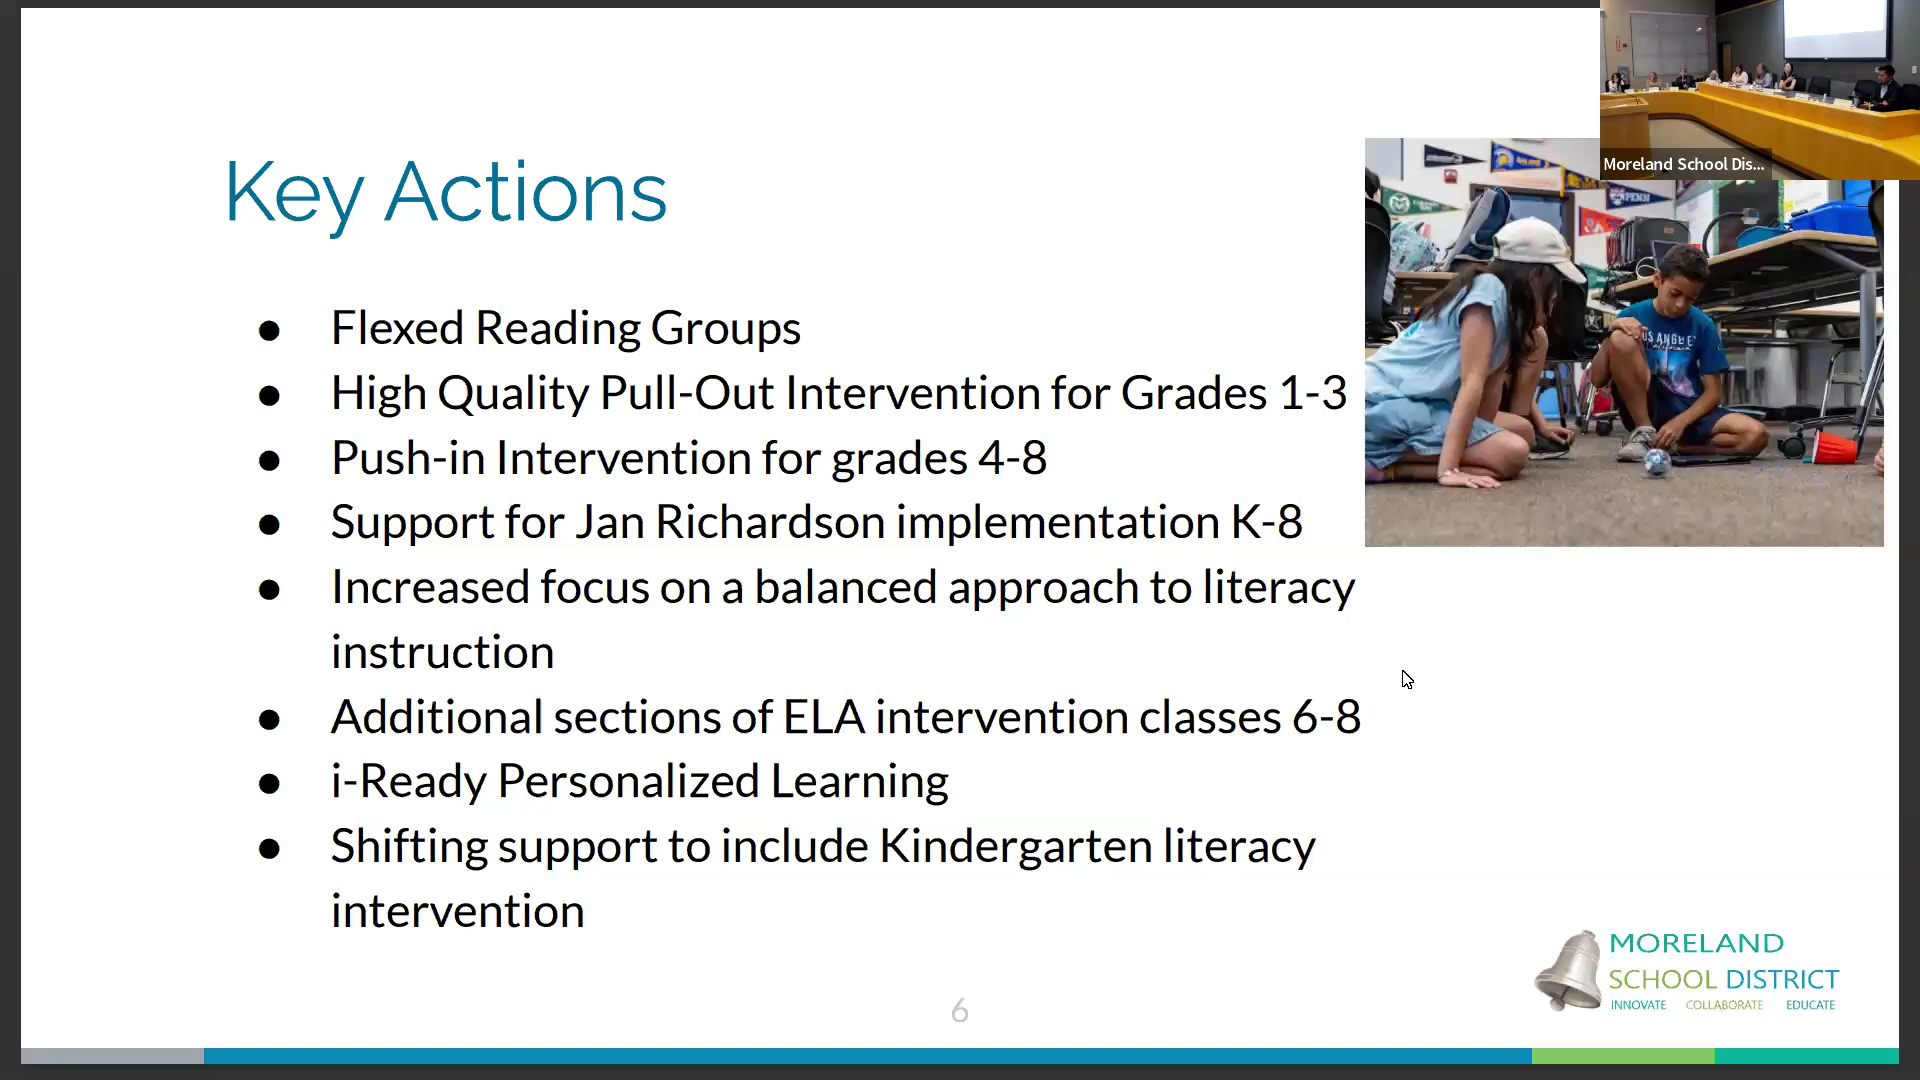 Moreland School Dis...
Key Actions
PENN
● Flexed Reading Groups
● High Quality Pull-Out Intervention for Grades 1-3
● Push-in Intervention for grades 4-8
● Support for Jan Richardson implementation K-8
● Increased focus on a balanced approach to literacy
instruction
● Additional sections of ELA intervention classes 6-8
● i-Ready Personalized Learning
● Shifting support to include Kindergarten literacy
intervention
MORELAND
SCHOOL DISTRICT
INNOVATE COLLABORATE EDUCATE
6